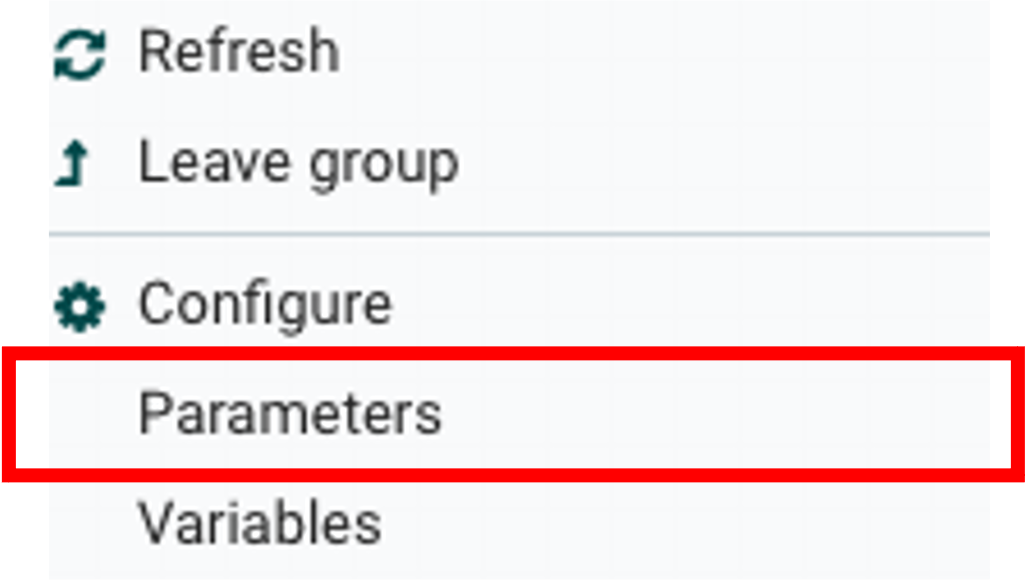 Refresh
Leave group
Configure
Parameters
Variables